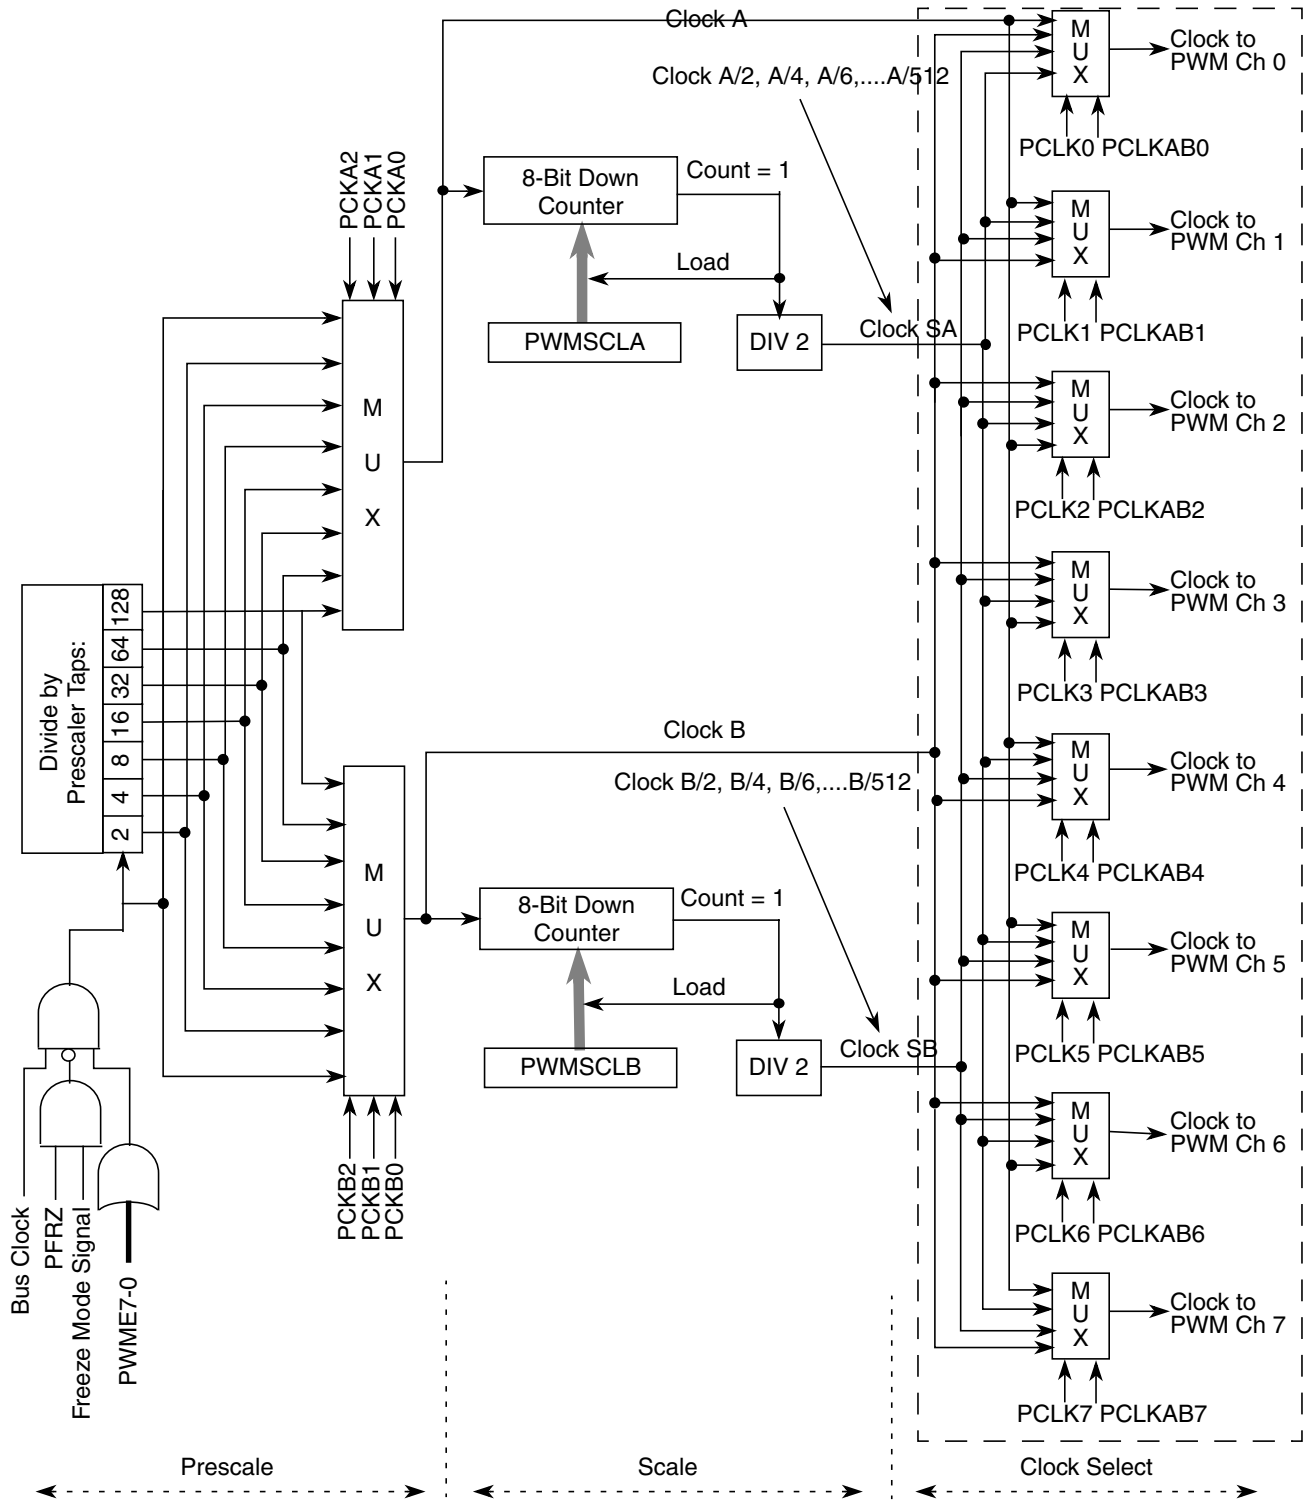 Clock A
Clock A/2, A/4, A/6,....A/512
M
U
X
Clock to
PWM Ch 0
PCLK0 PCLKAB0
PCKA2
PCKA1
PCKA0
8-Bit Down
Counter
Count = 1
Load
PWMSCLA
DIV 2
Clock SA
M
U
X
Clock to
PWM Ch 1
PCLK1 PCLKAB1
M
U
X
M
U
X
Clock to
PWM Ch 2
PCLK2 PCLKAB2
M
U
X
Clock to
PWM Ch 3
PCLK3 PCLKAB3
Divide by
Prescaler Taps:
128
64
32
16
8
4
2
Clock B
Clock B/2, B/4, B/6,....B/512
M
U
X
Clock to
PWM Ch 4
PCLK4 PCLKAB4
M
U
X
8-Bit Down
Counter
Count = 1
Load
PWMSCLB
DIV 2
Clock SB
M
U
X
Clock to
PWM Ch 5
PCLK5 PCLKAB5
PCKB2
PCKB1
PCKB0
M
U
X
Clock to
PWM Ch 6
PCLK6 PCLKAB6
Bus Clock
PFRZ
Freeze Mode Signal
PWME7-0
M
U
X
Clock to
PWM Ch 7
PCLK7 PCLKAB7
Prescale
Scale
Clock Select